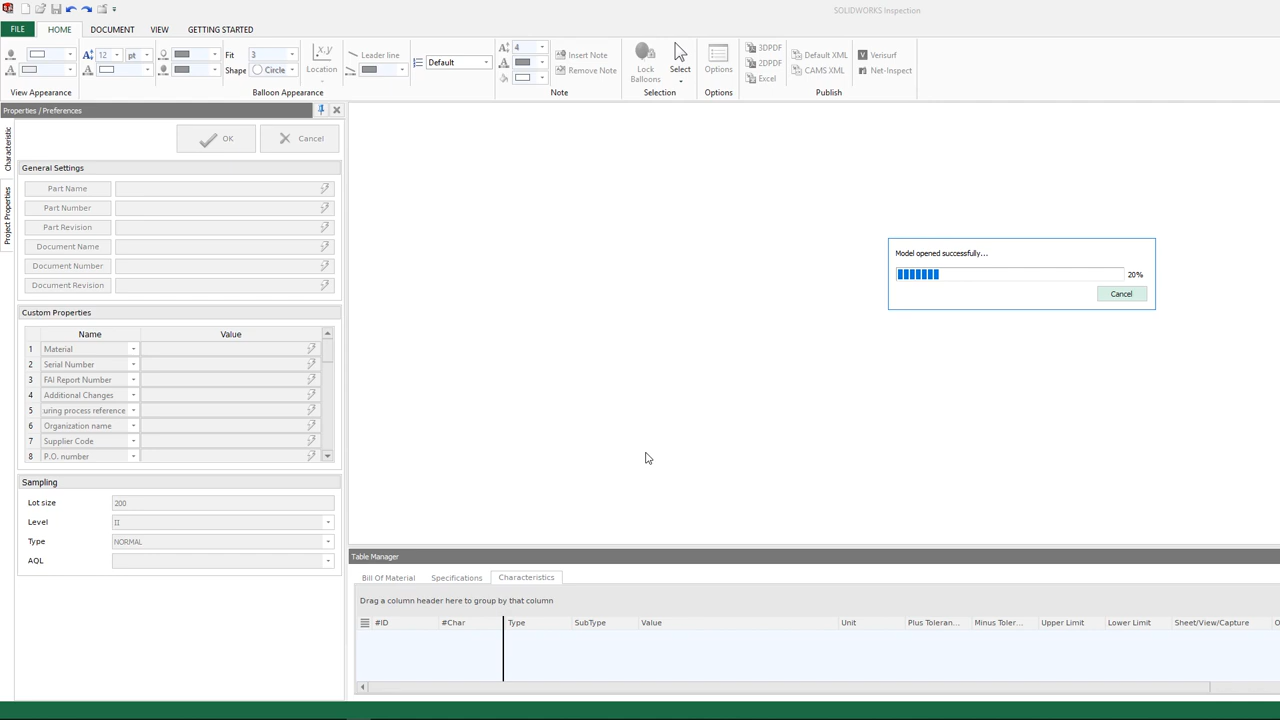 SOLIDWORKS Inspection
FILE HOME DOCUMENT VIEW GETTING STARTED
12 pt Fit 3 Leader line Default 4 Insert Note Remove Note
Shape Circle Location
Lock Balloons Select Options
3DPDF 2DPDF Excel Default XML CAMS XML Verisurf Net-Inspect
View Appearance Balloon Appearance Note Selection Options Publish
Properties / Preferences
Characteristic
Project Properties
OK Cancel
General Settings
Part Name
Part Number
Part Revision
Document Name
Document Number
Document Revision
Custom Properties
Name Value
1 Material
2 Serial Number
3 FAI Report Number
4 Additional Changes
5 uring process reference
6 Organization name
7 Supplier Code
8 P.O. number
Sampling
Lot size 200
Level II
Type NORMAL
AQL
Model opened successfully...
20%
Cancel
Table Manager
Bill Of Material Specifications Characteristics
Drag a column header here to group by that column
#ID #Char Type SubType Value Unit Plus Toleran... Minus Toler... Upper Limit Lower Limit Sheet/View/Capture O